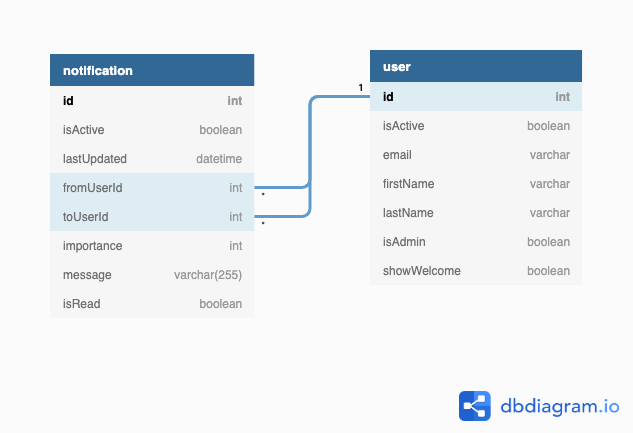 notification
id int
isActive boolean
lastUpdated datetime
fromUserId int
toUserId int
importance int
message varchar(255)
isRead boolean
*
*
1
user
id int
isActive boolean
email varchar
firstName varchar
lastName varchar
isAdmin boolean
showWelcome boolean
dbdiagram.io